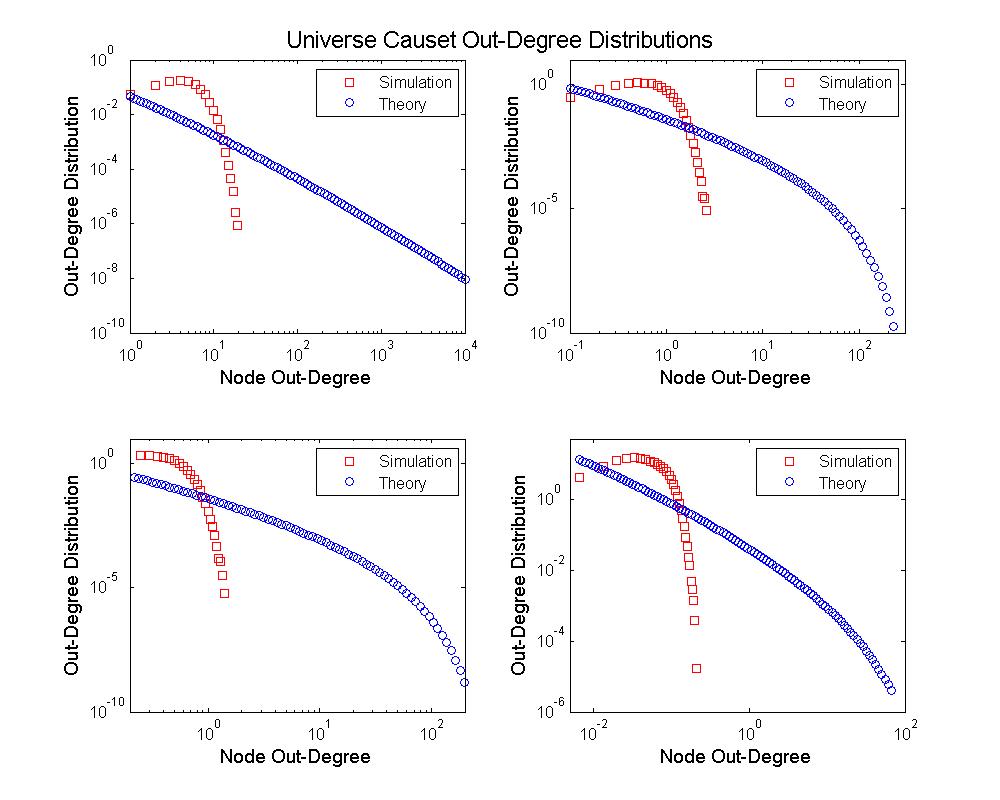 Universe Causet Out-Degree Distributions
10^0
10^-2
10^-4
10^-6
10^-8
10^-10
Out-Degree Distribution
Simulation
Theory
10^0 10^1 10^2 10^3 10^4
Node Out-Degree
10^0
10^-5
10^-10
Out-Degree Distribution
Simulation
Theory
10^-1 10^0 10^1 10^2
Node Out-Degree
10^0
10^-5
10^-10
Out-Degree Distribution
Simulation
Theory
10^0 10^1 10^2
Node Out-Degree
10^0
10^-2
10^-4
10^-6
Out-Degree Distribution
Simulation
Theory
10^-2 10^0 10^2
Node Out-Degree